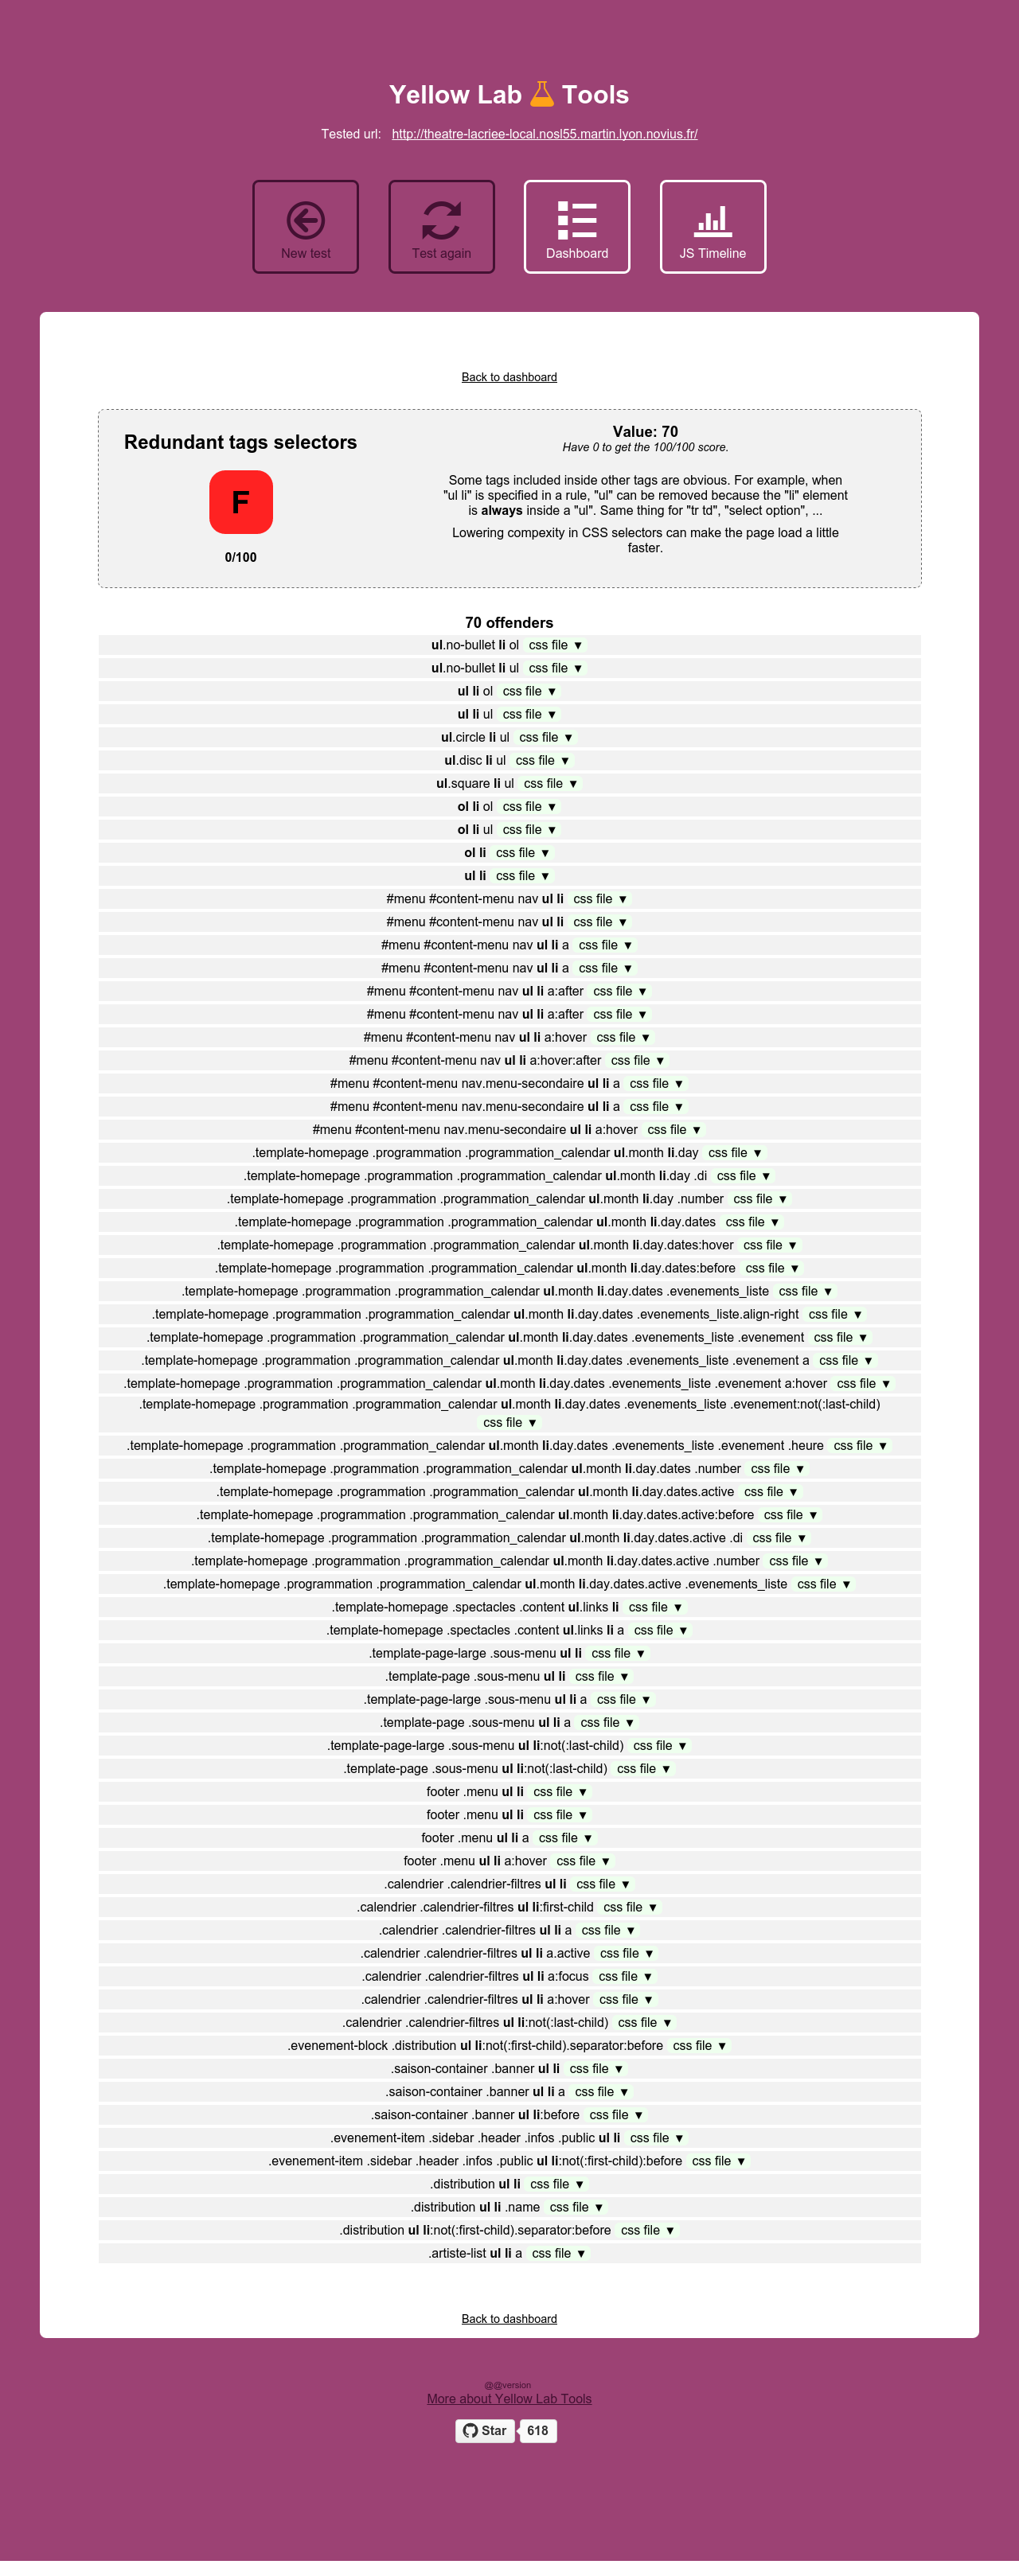 Yellow Lab Tools
Tested url: http://theatre-lacriee-local.nosl55.martin.lyon.novius.fr/
New test
Test again
Dashboard
JS Timeline
Back to dashboard
Redundant tags selectors
F
0/100
Value: 70
Have 0 to get the 100/100 score.
Some tags included inside other tags are obvious. For example, when
"ul li" is specified in a rule, "ul" can be removed because the "li" element
is always inside a "ul". Same thing for "tr td", "select option", ...
Lowering compexity in CSS selectors can make the page load a little
faster.
70 offenders
ul.no-bullet li ol css file ▼
ul.no-bullet li ul css file ▼
ul li ol css file ▼
ul li ul css file ▼
ul.circle li ul css file ▼
ul.disc li ul css file ▼
ul.square li ul css file ▼
ol li ol css file ▼
ol li ul css file ▼
ol li css file ▼
ul li css file ▼
#menu #content-menu nav ul li css file ▼
#menu #content-menu nav ul li css file ▼
#menu #content-menu nav ul li a css file ▼
#menu #content-menu nav ul li a css file ▼
#menu #content-menu nav ul li a:after css file ▼
#menu #content-menu nav ul li a:after css file ▼
#menu #content-menu nav ul li a:hover css file ▼
#menu #content-menu nav ul li a:hover:after css file ▼
#menu #content-menu nav.menu-secondaire ul li a css file ▼
#menu #content-menu nav.menu-secondaire ul li a css file ▼
#menu #content-menu nav.menu-secondaire ul li a:hover css file ▼
.template-homepage .programmation .programmation_calendar ul.month li.day css file ▼
.template-homepage .programmation .programmation_calendar ul.month li.day .di css file ▼
.template-homepage .programmation .programmation_calendar ul.month li.day .number css file ▼
.template-homepage .programmation .programmation_calendar ul.month li.day.dates css file ▼
.template-homepage .programmation .programmation_calendar ul.month li.day.dates:hover css file ▼
.template-homepage .programmation .programmation_calendar ul.month li.day.dates:before css file ▼
.template-homepage .programmation .programmation_calendar ul.month li.day.dates .evenements_liste css file ▼
.template-homepage .programmation .programmation_calendar ul.month li.day.dates .evenements_liste.align-right css file ▼
.template-homepage .programmation .programmation_calendar ul.month li.day.dates .evenements_liste .evenement css file ▼
.template-homepage .programmation .programmation_calendar ul.month li.day.dates .evenements_liste .evenement a css file ▼
.template-homepage .programmation .programmation_calendar ul.month li.day.dates .evenements_liste .evenement a:hover css file ▼
.template-homepage .programmation .programmation_calendar ul.month li.day.dates .evenements_liste .evenement:not(:last-child)
css file ▼
.template-homepage .programmation .programmation_calendar ul.month li.day.dates .evenements_liste .evenement .heure css file ▼
.template-homepage .programmation .programmation_calendar ul.month li.day.dates .number css file ▼
.template-homepage .programmation .programmation_calendar ul.month li.day.dates.active css file ▼
.template-homepage .programmation .programmation_calendar ul.month li.day.dates.active:before css file ▼
.template-homepage .programmation .programmation_calendar ul.month li.day.dates.active .di css file ▼
.template-homepage .programmation .programmation_calendar ul.month li.day.dates.active .number css file ▼
.template-homepage .programmation .programmation_calendar ul.month li.day.dates.active .evenements_liste css file ▼
.template-homepage .spectacles .content ul.links li css file ▼
.template-homepage .spectacles .content ul.links li a css file ▼
.template-page-large .sous-menu ul li css file ▼
.template-page .sous-menu ul li css file ▼
.template-page-large .sous-menu ul li a css file ▼
.template-page .sous-menu ul li a css file ▼
.template-page-large .sous-menu ul li:not(:last-child) css file ▼
.template-page .sous-menu ul li:not(:last-child) css file ▼
footer .menu ul li css file ▼
footer .menu ul li css file ▼
footer .menu ul li a css file ▼
footer .menu ul li a:hover css file ▼
.calendrier .calendrier-filtres ul li css file ▼
.calendrier .calendrier-filtres ul li:first-child css file ▼
.calendrier .calendrier-filtres ul li a css file ▼
.calendrier .calendrier-filtres ul li a.active css file ▼
.calendrier .calendrier-filtres ul li a:focus css file ▼
.calendrier .calendrier-filtres ul li a:hover css file ▼
.calendrier .calendrier-filtres ul li:not(:last-child) css file ▼
.evenement-block .distribution ul li:not(:first-child).separator:before css file ▼
.saison-container .banner ul li css file ▼
.saison-container .banner ul li a css file ▼
.saison-container .banner ul li:before css file ▼
.evenement-item .sidebar .header .infos .public ul li css file ▼
.evenement-item .sidebar .header .infos .public ul li:not(:first-child):before css file ▼
.distribution ul li css file ▼
.distribution ul li .name css file ▼
.distribution ul li:not(:first-child).separator:before css file ▼
.artiste-list ul li a css file ▼
Back to dashboard
@@version
More about Yellow Lab Tools
Star 618